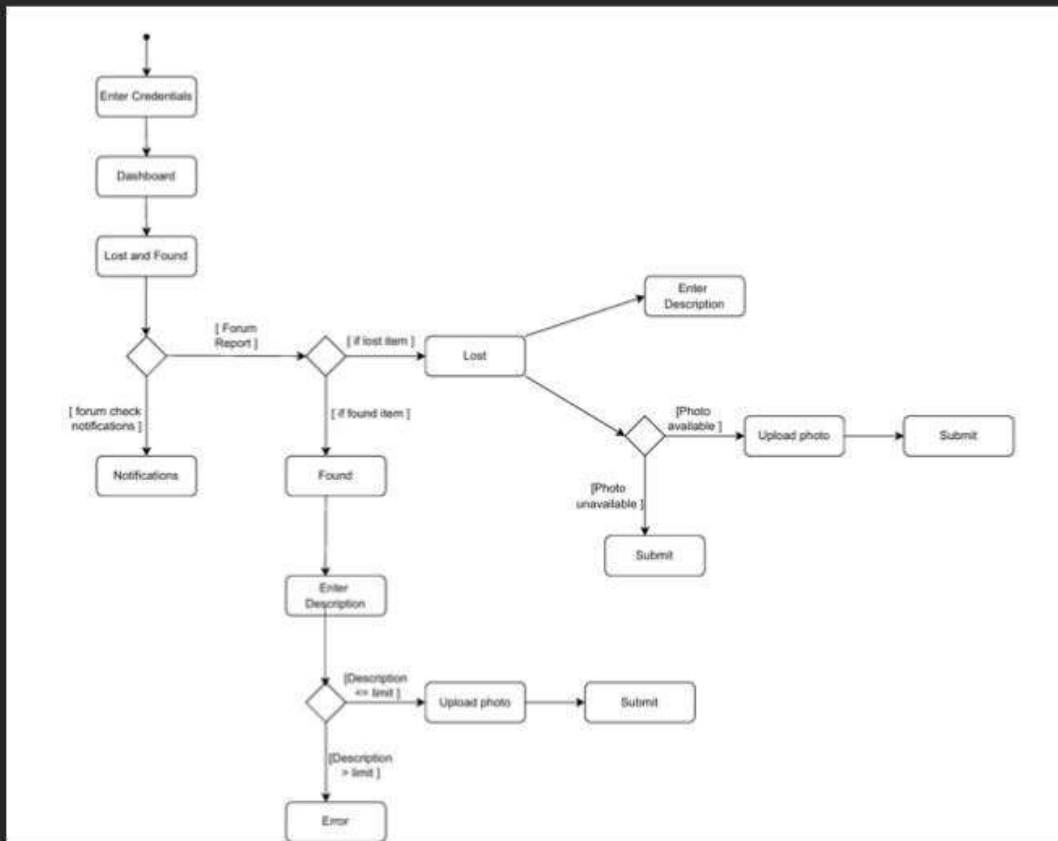 Enter Credentials
Dashboard
Lost and Found
[ Forum
Report ]
[ if lost item ]
Lost
Enter
Description
[ forum check
notifications ]
[ if found item ]
[Photo
available ]
Upload photo
Submit
Notifications
Found
[Photo
unavailable ]
Submit
Enter
Description
[Description
<= limit ]
Upload photo
Submit
[Description
> limit ]
Error